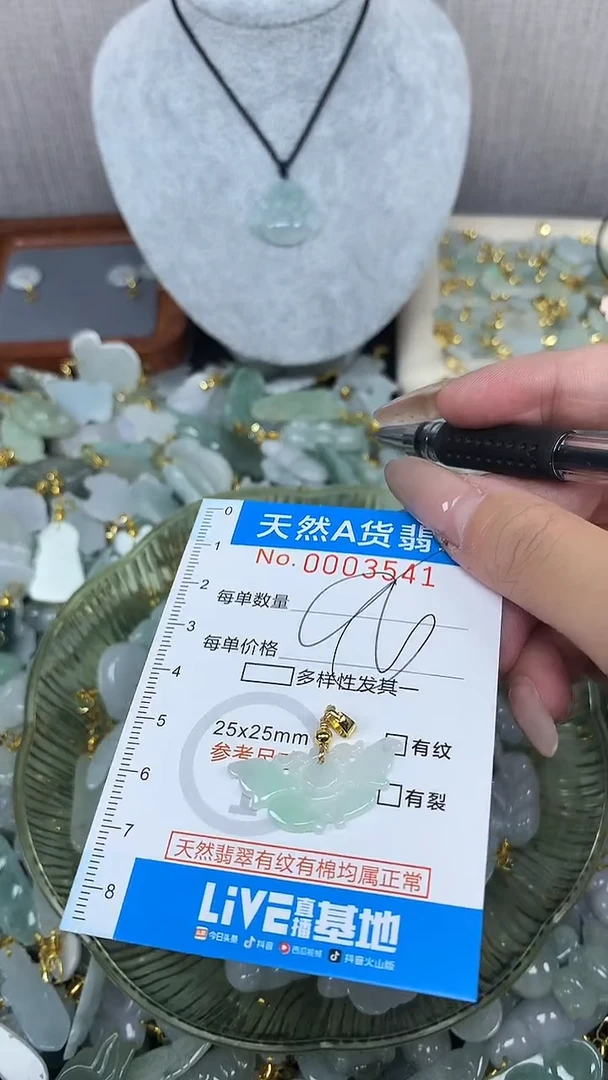 0
天然A货翡
1
No. 0003541
2
每单数量
3
每单价格
4
多样性发其一
5
25x25mm
有纹
参考尺
6
有裂
7
天然翡翠有纹有棉均属正常
8
LiVE直播基地
今日头条 抖音 西瓜视频 抖音火山版